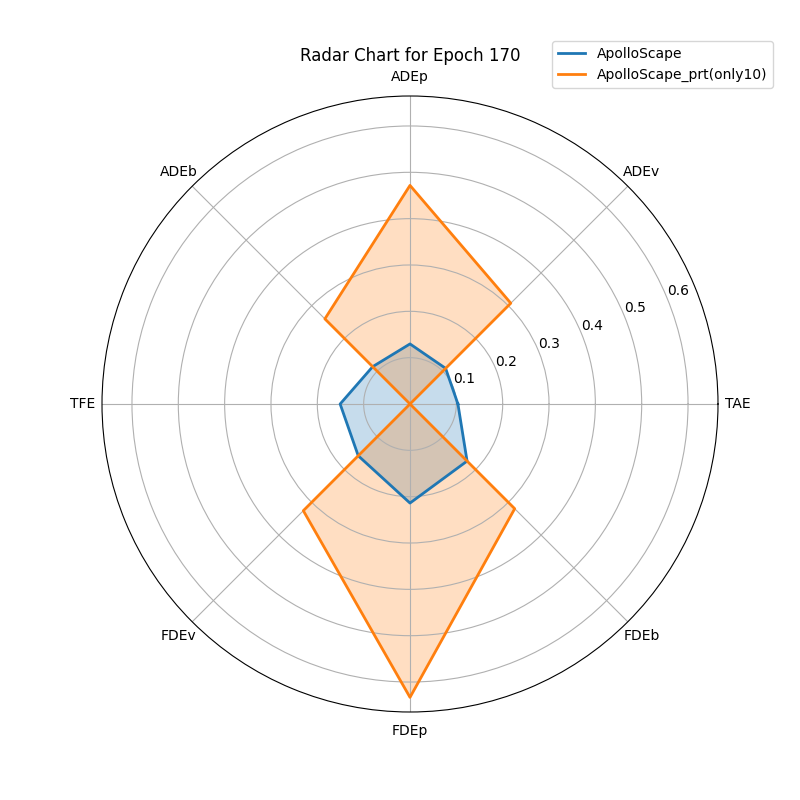 Radar Chart for Epoch 170
ApolloScape
ApolloScape_prt(only10)
ADEp
ADEb
ADEv
0.6
0.5
0.4
0.3
0.2
0.1
TFE
TAE
FDEv
FDEb
FDEp